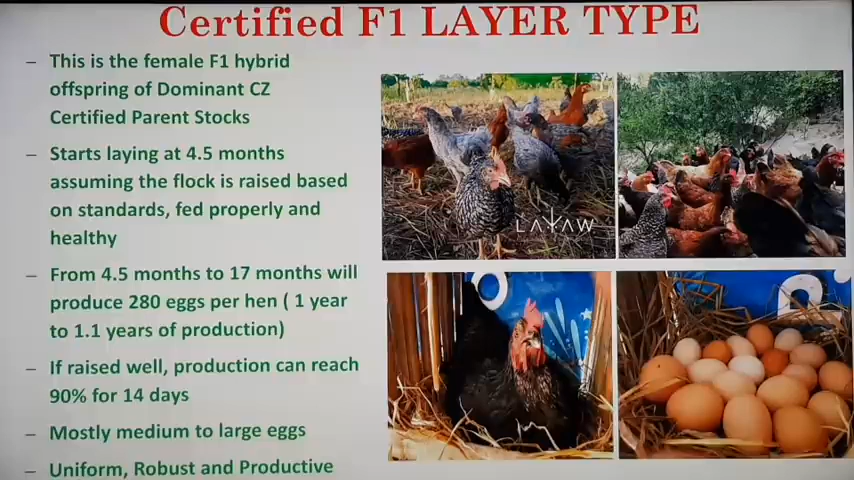 Certified F1 LAYER TYPE
– This is the female F1 hybrid
offspring of Dominant CZ
Certified Parent Stocks
– Starts laying at 4.5 months
assuming the flock is raised based
on standards, fed properly and
healthy
– From 4.5 months to 17 months will
produce 280 eggs per hen ( 1 year
to 1.1 years of production)
– If raised well, production can reach
90% for 14 days
– Mostly medium to large eggs
– Uniform, Robust and Productive
LAYAW